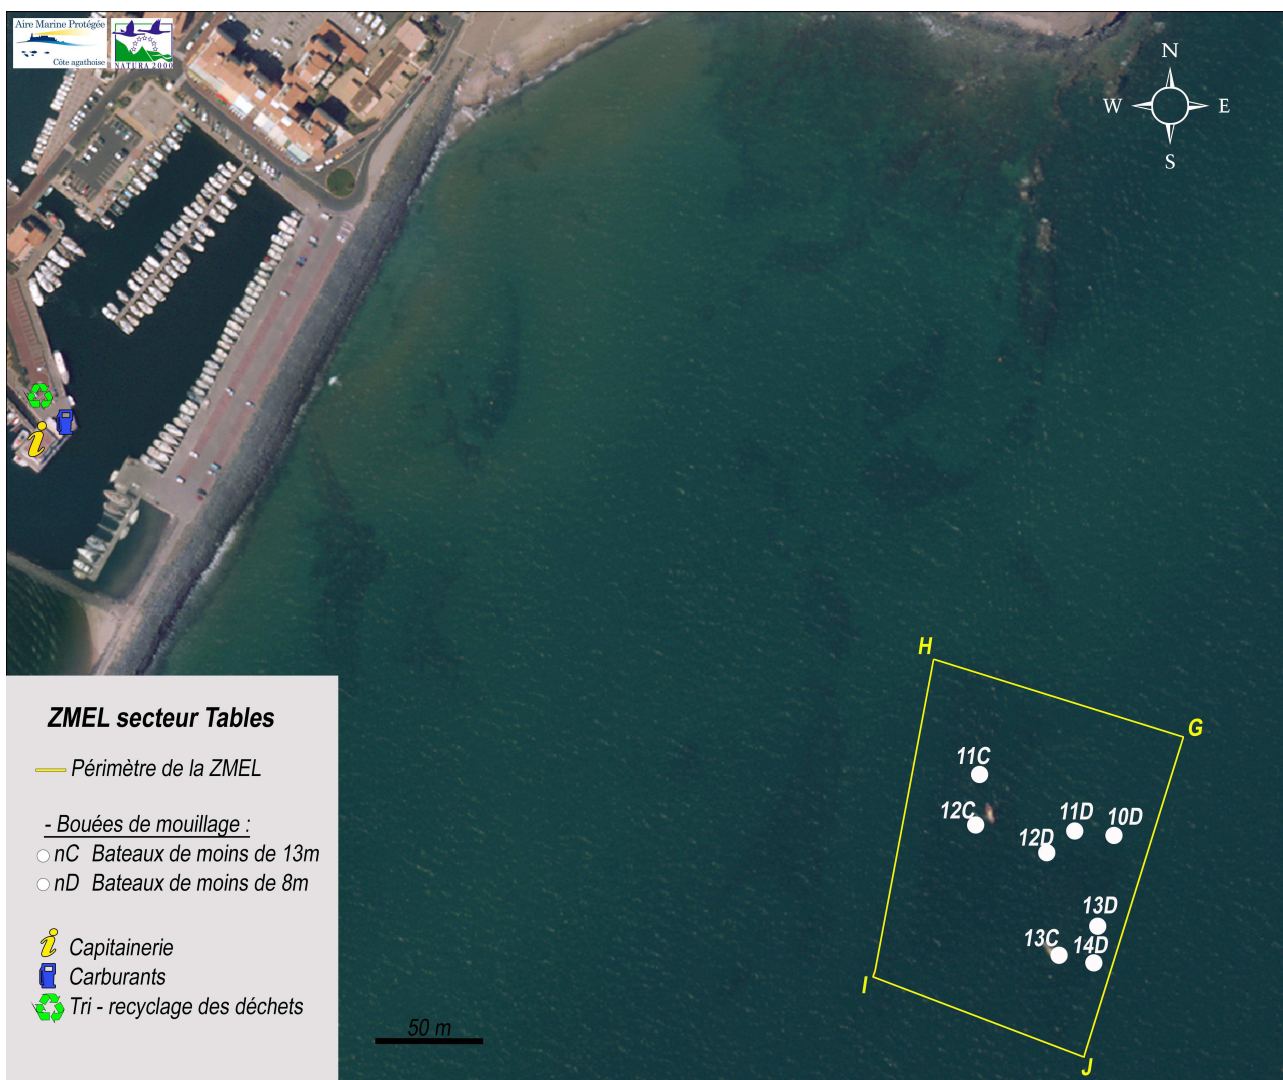 Aire Marine Protégée
Côte agathoise
NATURA 2000
N
W E
S
H
G
11C
12C
11D
10D
12D
13D
13C
14D
I
J
ZMEL secteur Tables
Périmètre de la ZMEL
- Bouées de mouillage :
nC Bateaux de moins de 13m
nD Bateaux de moins de 8m
i Capitainerie
Carburants
Tri - recyclage des déchets
50 m
i